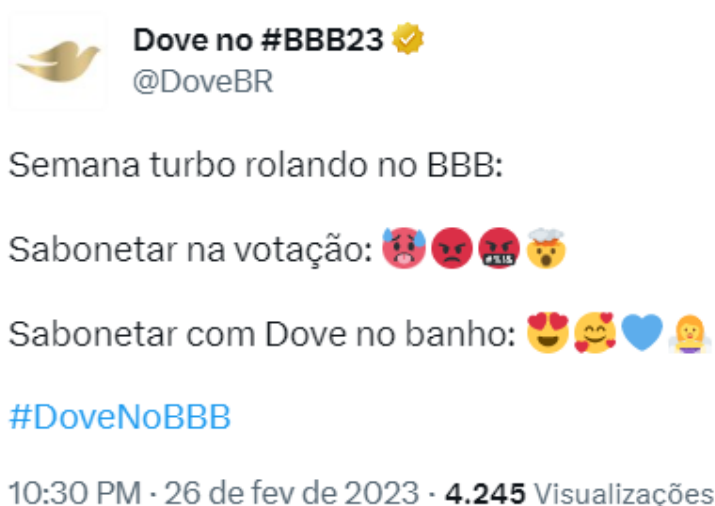 Dove no #BBB23
@DoveBR
Semana turbo rolando no BBB:
Sabonetar na votação: 🥵😡🤬🤯
Sabonetar com Dove no banho: 😍🥰💙🛀
#DoveNoBBB
10:30 PM · 26 de fev de 2023 · 4.245 Visualizações